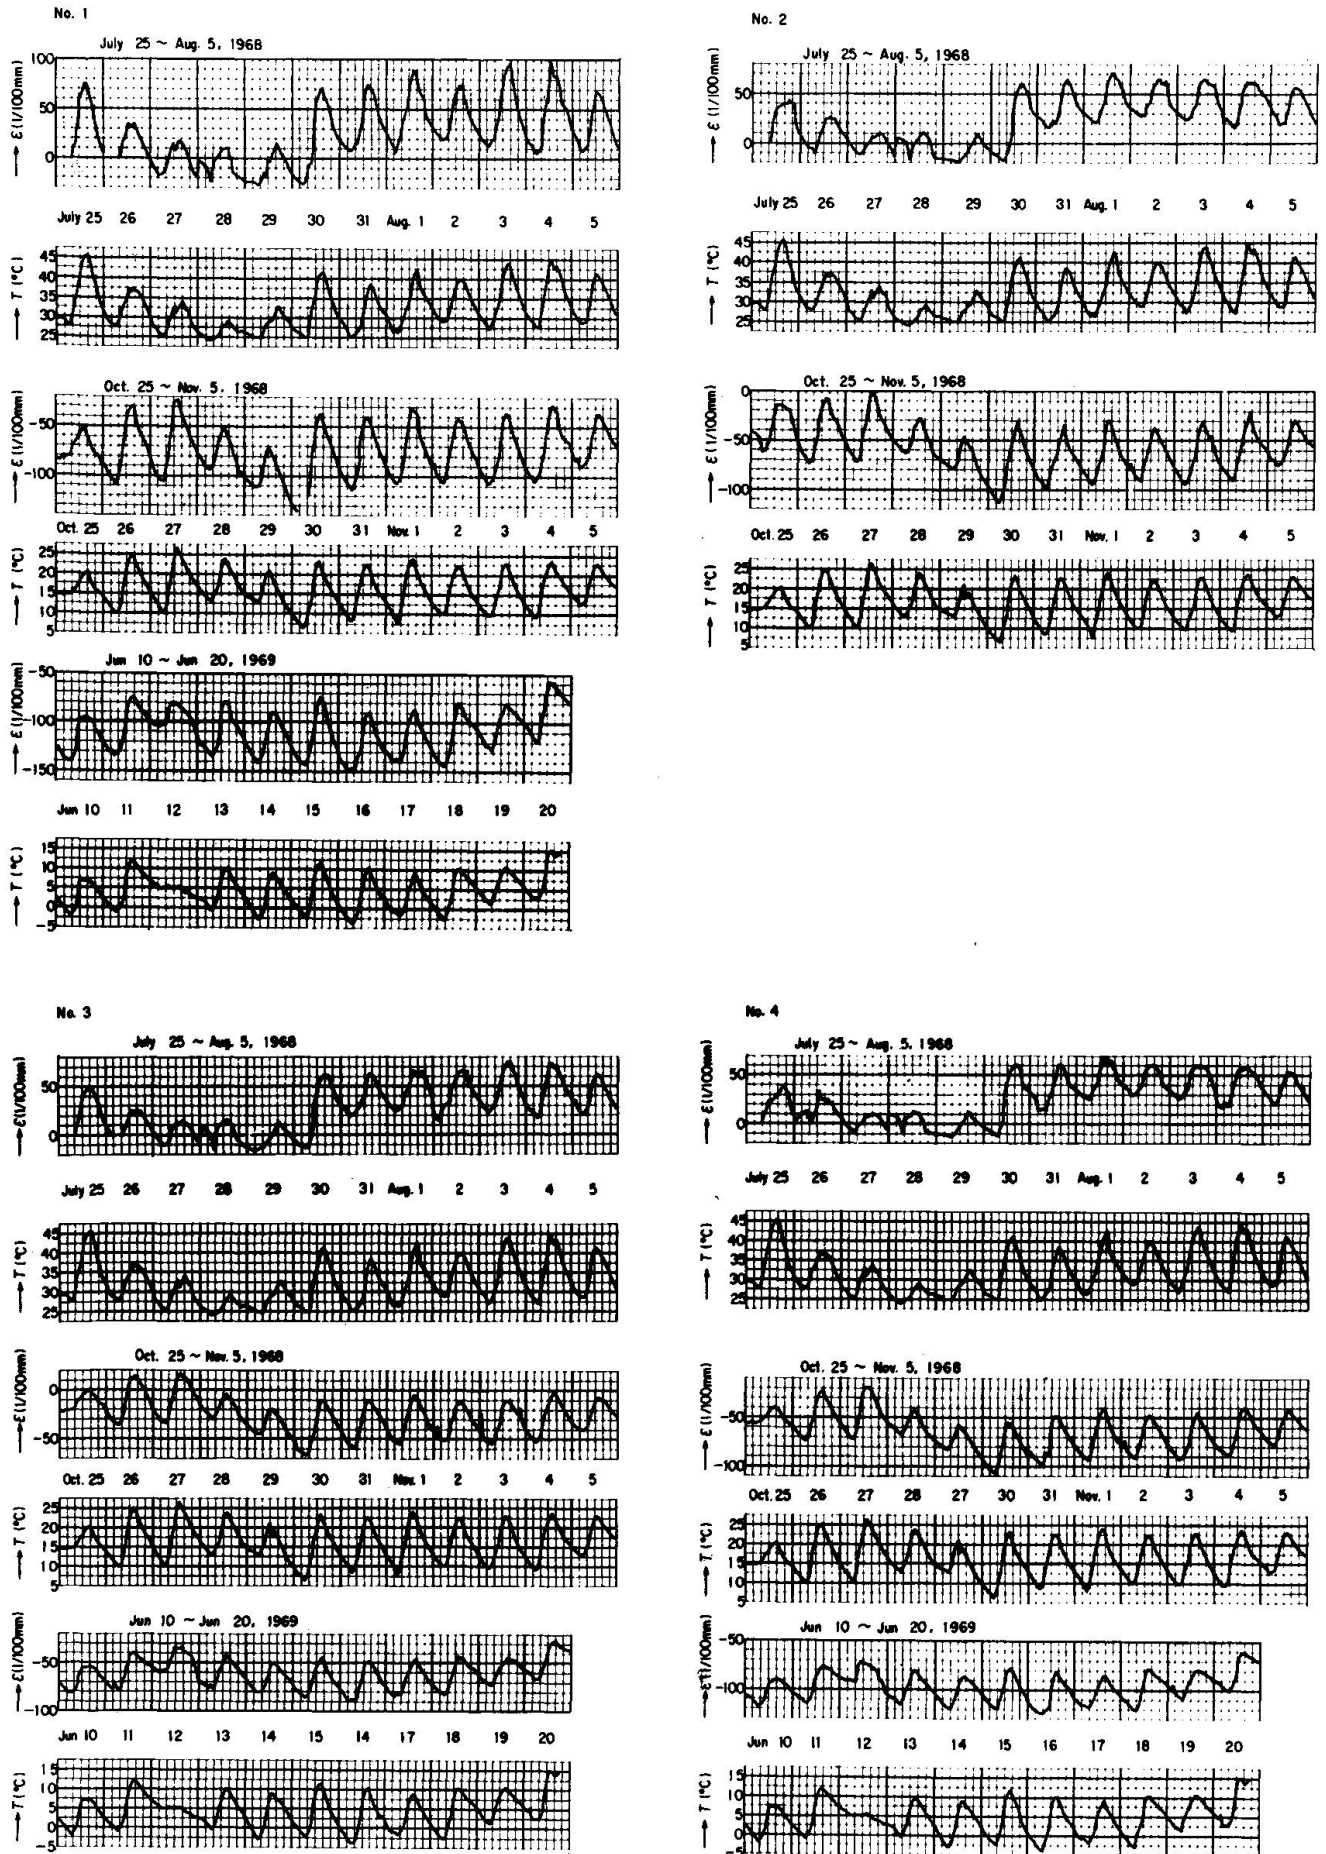 No. 1
July 25 ~ Aug. 5, 1968
→ ε (1/100mm)
100
50
0
July 25 26 27 28 29 30 31 Aug. 1 2 3 4 5
→ T (°C)
45
40
35
30
25
Oct. 25 ~ Nov. 5, 1968
→ ε (1/100mm)
-50
-100
Oct. 25 26 27 28 29 30 31 Nov. 1 2 3 4 5
→ T (°C)
25
20
15
10
5
Jun 10 ~ Jun 20, 1969
→ ε (1/100mm)
-50
-100
-150
Jun 10 11 12 13 14 15 16 17 18 19 20
→ T (°C)
15
10
5
0
-5
No. 2
July 25 ~ Aug. 5, 1968
→ ε (1/100mm)
50
0
July 25 26 27 28 29 30 31 Aug. 1 2 3 4 5
→ T (°C)
45
40
35
30
25
Oct. 25 ~ Nov. 5, 1968
→ ε (1/100mm)
0
-50
-100
Oct. 25 26 27 28 29 30 31 Nov. 1 2 3 4 5
→ T (°C)
25
20
15
10
5
No. 3
July 25 ~ Aug. 5, 1968
→ ε (1/100mm)
50
0
July 25 26 27 28 29 30 31 Aug. 1 2 3 4 5
→ T (°C)
45
40
35
30
25
Oct. 25 ~ Nov. 5, 1968
→ ε (1/100mm)
0
-50
Oct. 25 26 27 28 29 30 31 Nov. 1 2 3 4 5
→ T (°C)
25
20
15
10
5
Jun 10 ~ Jun 20, 1969
→ ε (1/100mm)
-50
-100
Jun 10 11 12 13 14 15 16 17 18 19 20
→ T (°C)
15
10
5
0
-5
No. 4
July 25 ~ Aug. 5, 1968
→ ε (1/100mm)
50
0
July 25 26 27 28 29 30 31 Aug. 1 2 3 4 5
→ T (°C)
45
40
35
30
25
Oct. 25 ~ Nov. 5, 1968
→ ε (1/100mm)
-50
-100
Oct. 25 26 27 28 27 30 31 Nov. 1 2 3 4 5
→ T (°C)
25
20
15
10
5
Jun 10 ~ Jun 20, 1969
→ ε (1/100mm)
-50
-100
Jun 10 11 12 13 14 15 16 17 18 19 20
→ T (°C)
15
10
5
0
-5